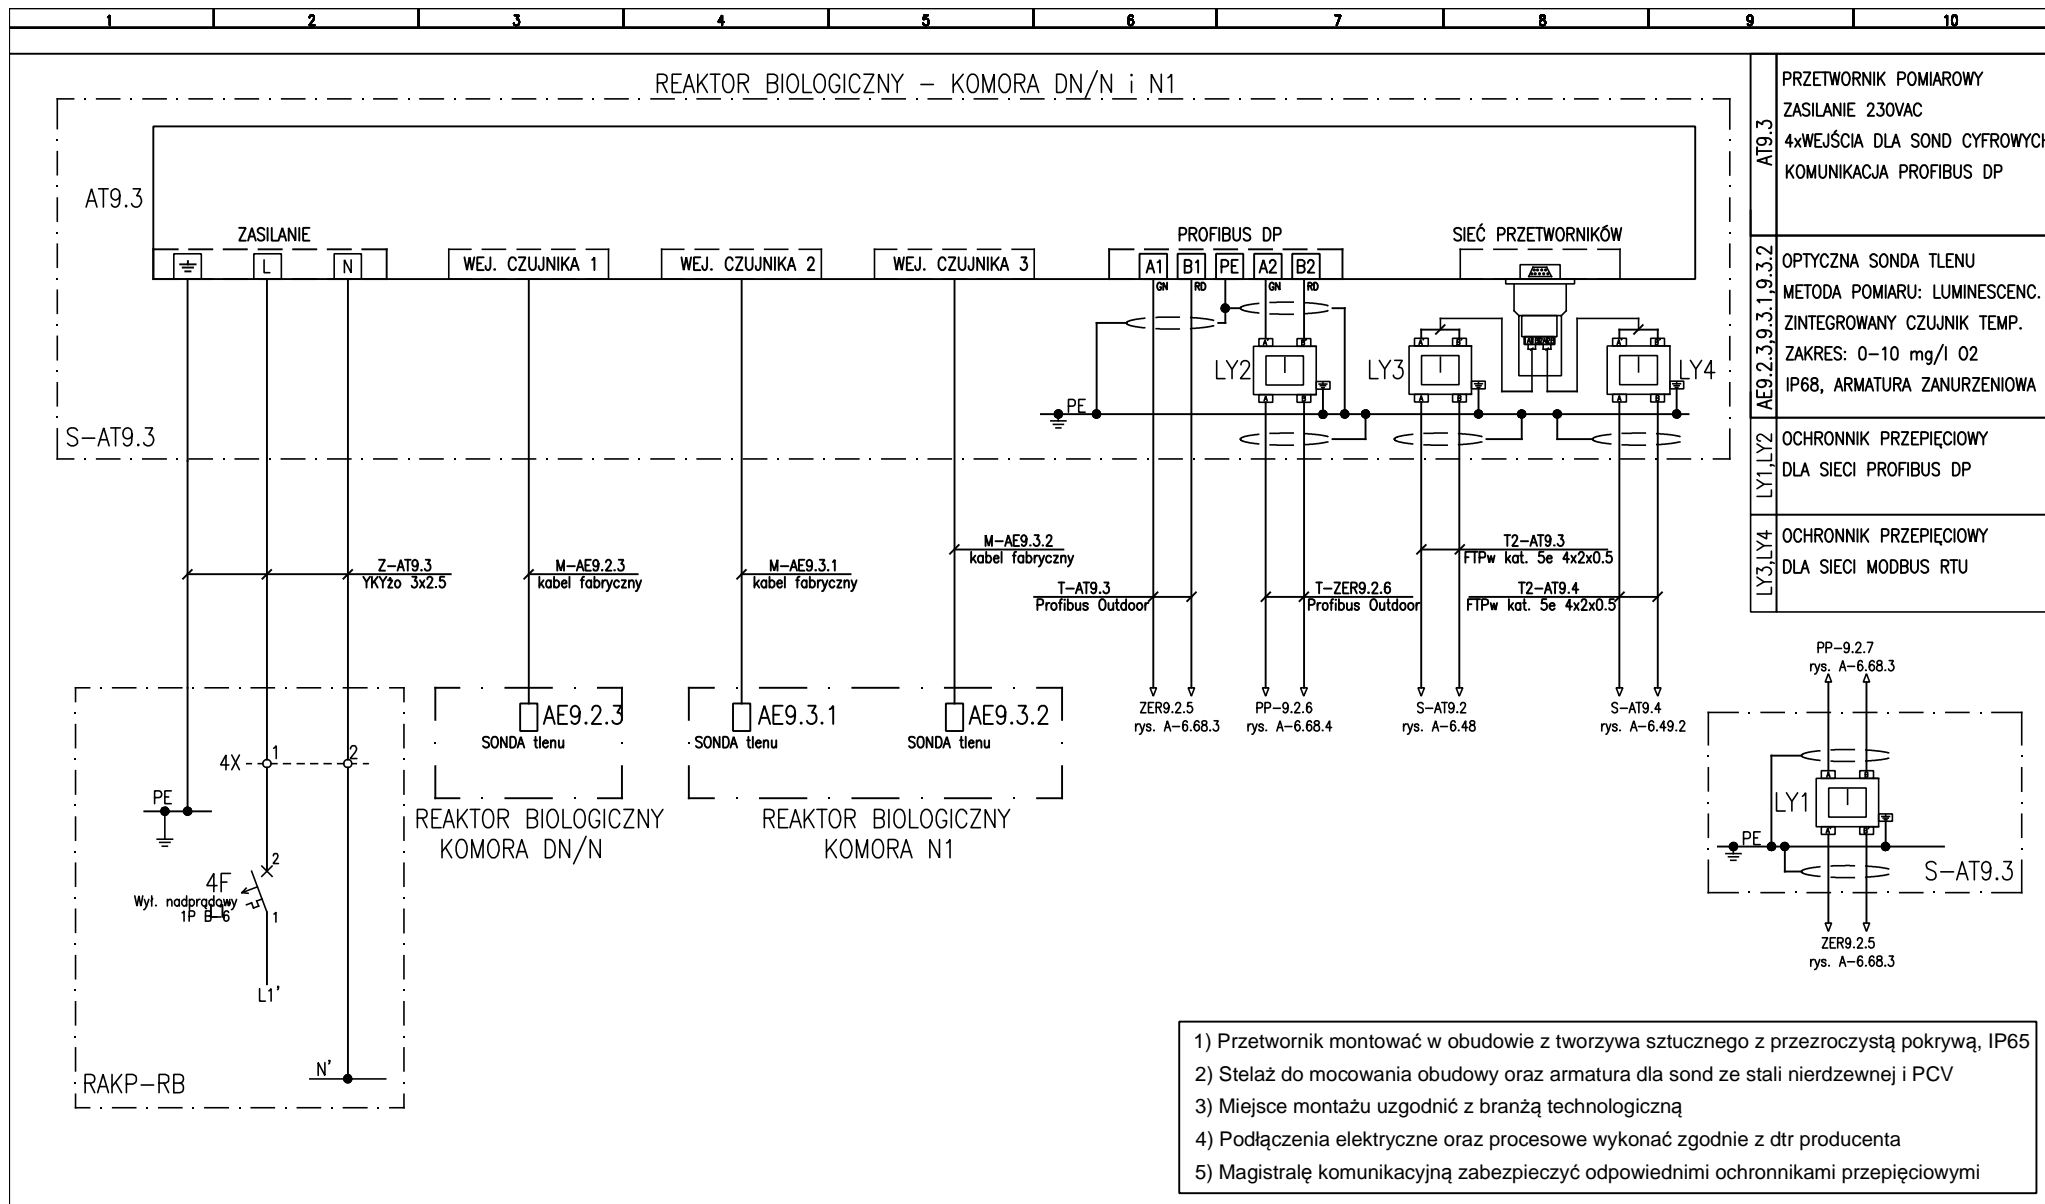 1 2 3 4 5 6 7 8 9 10
REAKTOR BIOLOGICZNY – KOMORA DN/N i N1
AT9.3
S-AT9.3
ZASILANIE
L N
WEJ. CZUJNIKA 1
WEJ. CZUJNIKA 2
WEJ. CZUJNIKA 3
PROFIBUS DP
A1 B1 PE A2 B2
GN RD GN RD
SIEĆ PRZETWORNIKÓW
A' B'
LY2
A B
A' B'
LY3
A B
A' B'
LY4
A B
PE
Z-AT9.3
YKYżo 3x2.5
M-AE9.2.3
kabel fabryczny
M-AE9.3.1
kabel fabryczny
M-AE9.3.2
kabel fabryczny
T-AT9.3
Profibus Outdoor
T-ZER9.2.6
Profibus Outdoor
T2-AT9.3
FTPw kat. 5e 4x2x0.5
T2-AT9.4
FTPw kat. 5e 4x2x0.5
ZER9.2.5
rys. A-6.68.3
PP-9.2.6
rys. A-6.68.4
S-AT9.2
rys. A-6.48
S-AT9.4
rys. A-6.49.2
AE9.2.3
SONDA tlenu
REAKTOR BIOLOGICZNY
KOMORA DN/N
AE9.3.1
SONDA tlenu
AE9.3.2
SONDA tlenu
REAKTOR BIOLOGICZNY
KOMORA N1
4X
1
2
PE
2
4F
Wył. nadprądowy
1P B-6
1
L1'
N'
RAKP-RB
AT9.3
PRZETWORNIK POMIAROWY
ZASILANIE 230VAC
4xWEJŚCIA DLA SOND CYFROWYCH
KOMUNIKACJA PROFIBUS DP
AE9.2.3,9.3.1,9.3.2
OPTYCZNA SONDA TLENU
METODA POMIARU: LUMINESCENC.
ZINTEGROWANY CZUJNIK TEMP.
ZAKRES: 0–10 mg/l O2
IP68, ARMATURA ZANURZENIOWA
LY1,LY2
OCHRONNIK PRZEPIĘCIOWY
DLA SIECI PROFIBUS DP
LY3,LY4
OCHRONNIK PRZEPIĘCIOWY
DLA SIECI MODBUS RTU
PP-9.2.7
rys. A-6.68.3
A B
LY1
A' B'
PE
S-AT9.3
ZER9.2.5
rys. A-6.68.3
1) Przetwornik montować w obudowie z tworzywa sztucznego z przezroczystą pokrywą, IP65
2) Stelaż do mocowania obudowy oraz armatura dla sond ze stali nierdzewnej i PCV
3) Miejsce montażu uzgodnić z branżą technologiczną
4) Podłączenia elektryczne oraz procesowe wykonać zgodnie z dtr producenta
5) Magistralę komunikacyjną zabezpieczyć odpowiednimi ochronnikami przepięciowymi